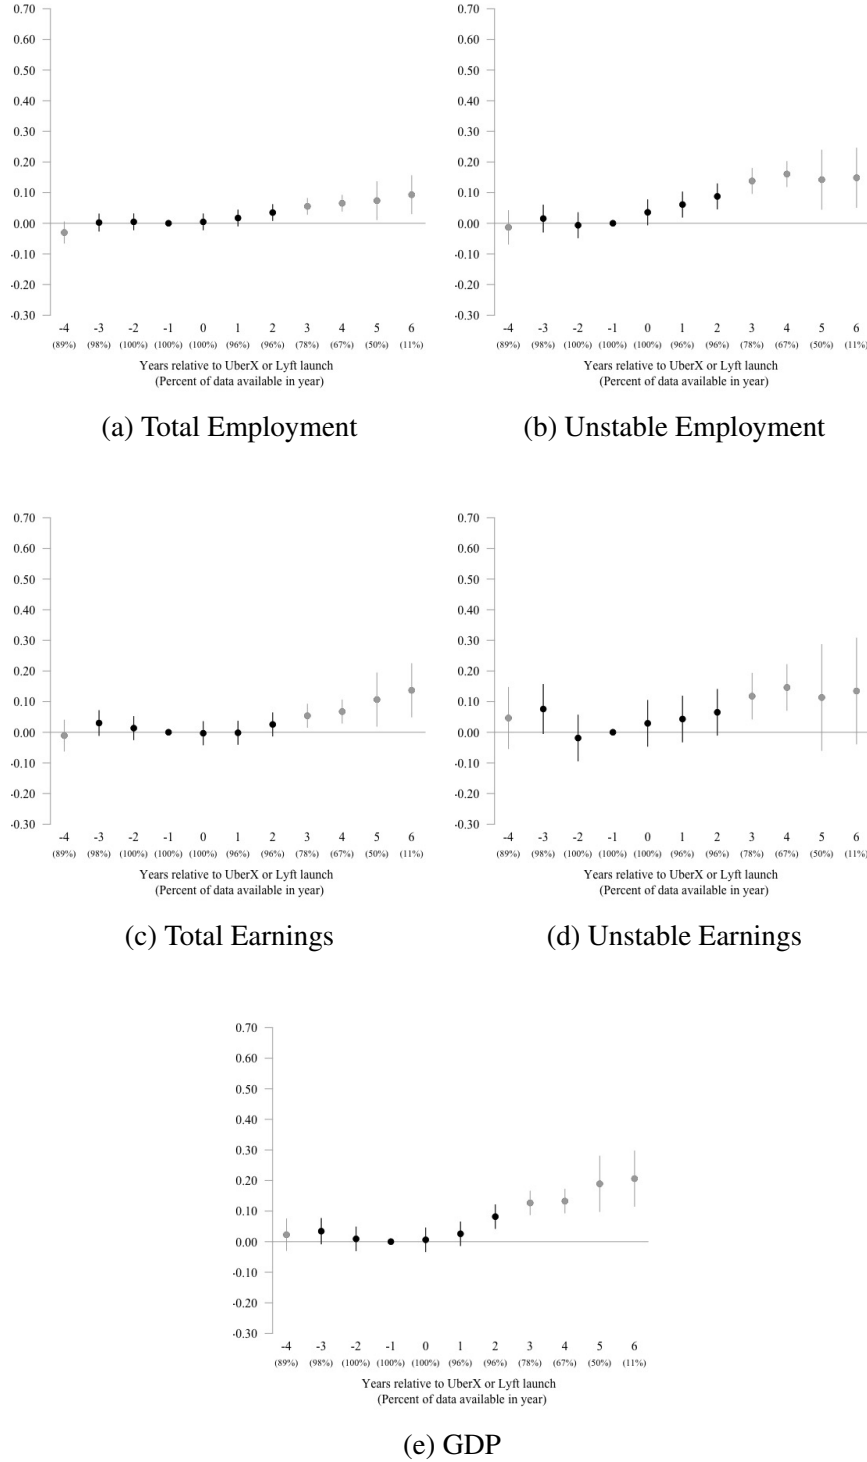 0.70
0.60
0.50
0.40
0.30
0.20
0.10
0.00
-0.10
-0.20
-0.30
-4 -3 -2 -1 0 1 2 3 4 5 6
(89%) (98%) (100%) (100%) (100%) (96%) (96%) (78%) (67%) (50%) (11%)
Years relative to UberX or Lyft launch
(Percent of data available in year)
(a) Total Employment
0.70
0.60
0.50
0.40
0.30
0.20
0.10
0.00
-0.10
-0.20
-0.30
-4 -3 -2 -1 0 1 2 3 4 5 6
(89%) (98%) (100%) (100%) (100%) (96%) (96%) (78%) (67%) (50%) (11%)
Years relative to UberX or Lyft launch
(Percent of data available in year)
(b) Unstable Employment
0.70
0.60
0.50
0.40
0.30
0.20
0.10
0.00
-0.10
-0.20
-0.30
-4 -3 -2 -1 0 1 2 3 4 5 6
(89%) (98%) (100%) (100%) (100%) (96%) (96%) (78%) (67%) (50%) (11%)
Years relative to UberX or Lyft launch
(Percent of data available in year)
(c) Total Earnings
0.70
0.60
0.50
0.40
0.30
0.20
0.10
0.00
-0.10
-0.20
-0.30
-4 -3 -2 -1 0 1 2 3 4 5 6
(89%) (98%) (100%) (100%) (100%) (96%) (96%) (78%) (67%) (50%) (11%)
Years relative to UberX or Lyft launch
(Percent of data available in year)
(d) Unstable Earnings
0.70
0.60
0.50
0.40
0.30
0.20
0.10
0.00
-0.10
-0.20
-0.30
-4 -3 -2 -1 0 1 2 3 4 5 6
(89%) (98%) (100%) (100%) (100%) (96%) (96%) (78%) (67%) (50%) (11%)
Years relative to UberX or Lyft launch
(Percent of data available in year)
(e) GDP